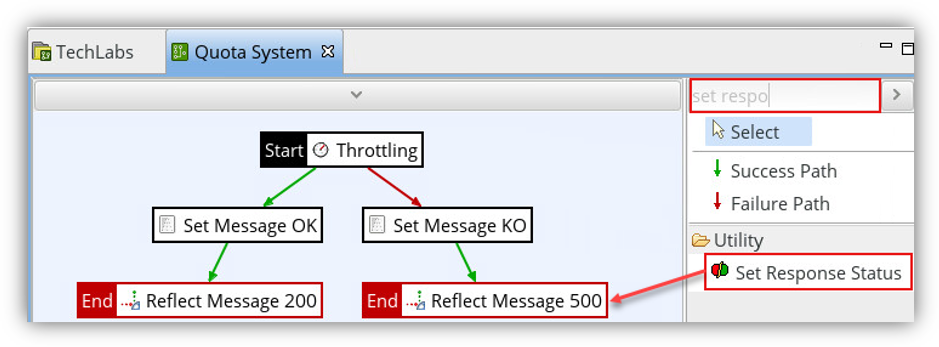 TechLabs
Quota System
set respo
Start Throttling
Select
Success Path
Failure Path
Set Message OK
Set Message KO
Utility
Set Response Status
End Reflect Message 200
End Reflect Message 500